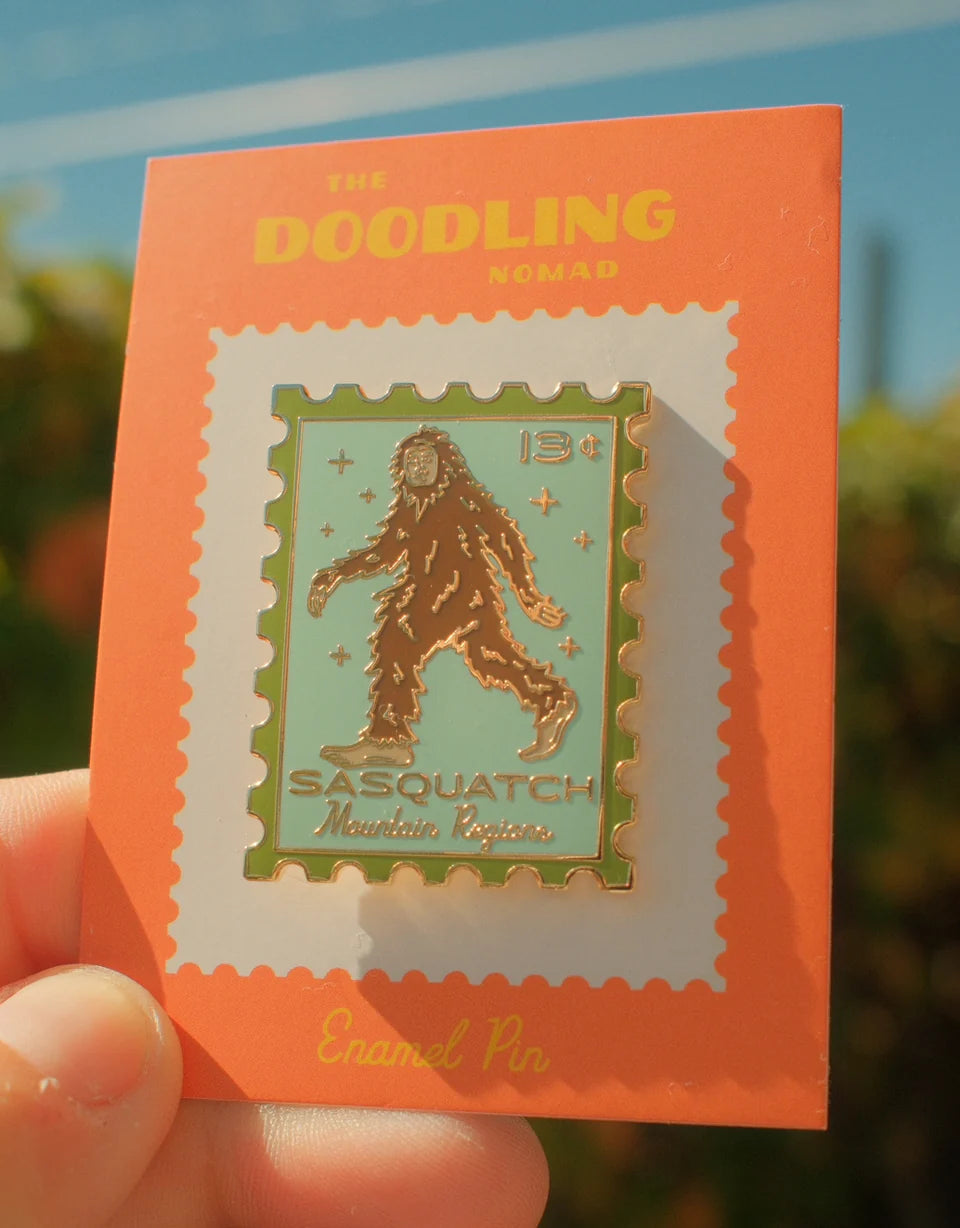 THE
DOODLING
NOMAD
13¢
SASQUATCH
Mountain Regions
Enamel Pin